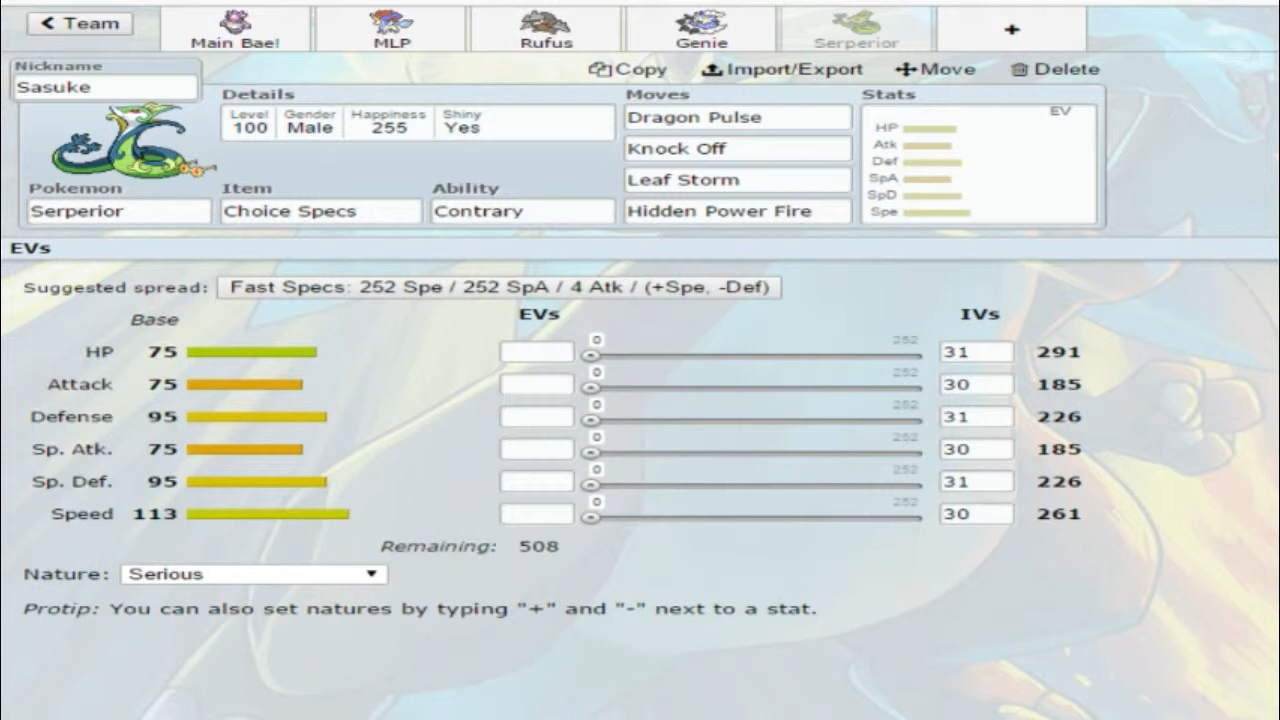 Team
Main Bae!
MLP
Rufus
Genie
Serperior
+
Nickname
Sasuke
Copy Import/Export Move Delete
Details
Level Gender Happiness Shiny
100 Male 255 Yes
Moves
Dragon Pulse
Knock Off
Leaf Storm
Hidden Power Fire
Stats
EV
HP
Atk
Def
SpA
SpD
Spe
Pokemon Item Ability
Serperior Choice Specs Contrary
EVs
Suggested spread: Fast Specs: 252 Spe / 252 SpA / 4 Atk / (+Spe, -Def)
Base EVs IVs
HP 75 0 252 31 291
Attack 75 0 252 30 185
Defense 95 0 252 31 226
Sp. Atk. 75 0 252 30 185
Sp. Def. 95 0 252 31 226
Speed 113 0 252 30 261
Remaining: 508
Nature: Serious
Protip: You can also set natures by typing "+" and "-" next to a stat.